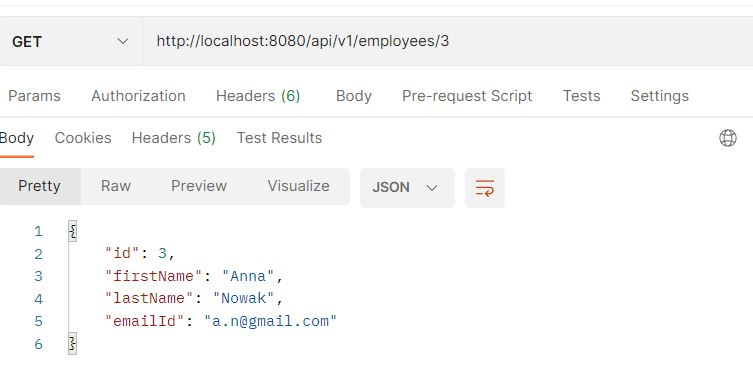 GET http://localhost:8080/api/v1/employees/3
Params Authorization Headers (6) Body Pre-request Script Tests Settings
Body Cookies Headers (5) Test Results
Pretty Raw Preview Visualize JSON
1 {
2 "id": 3,
3 "firstName": "Anna",
4 "lastName": "Nowak",
5 "emailId": "a.n@gmail.com"
6 }